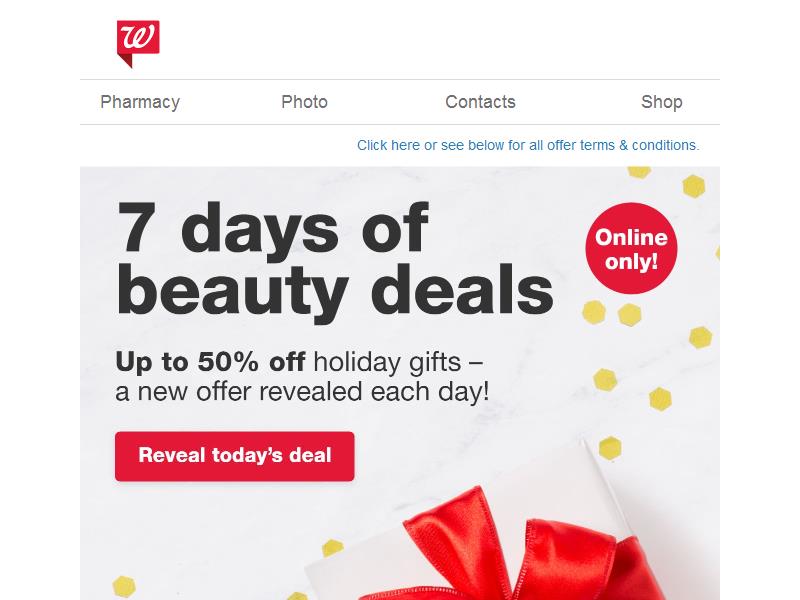 W
Pharmacy Photo Contacts Shop
Click here or see below for all offer terms & conditions.
7 days of
beauty deals
Online
only!
Up to 50% off holiday gifts –
a new offer revealed each day!
Reveal today's deal